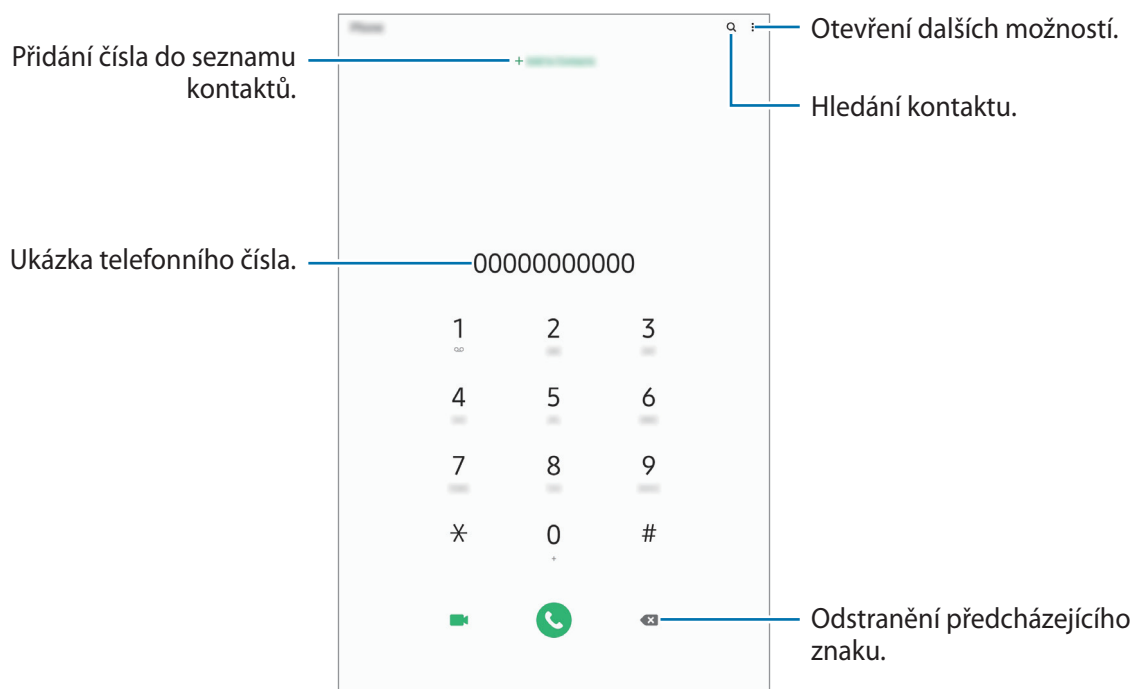 Otevření dalších možností.
Přidání čísla do seznamu
kontaktů.
+
Hledání kontaktu.
Ukázka telefonního čísla.
00000000000
1 2 3
4 5 6
7 8 9
* 0 #
+
Odstranění předcházejícího
znaku.